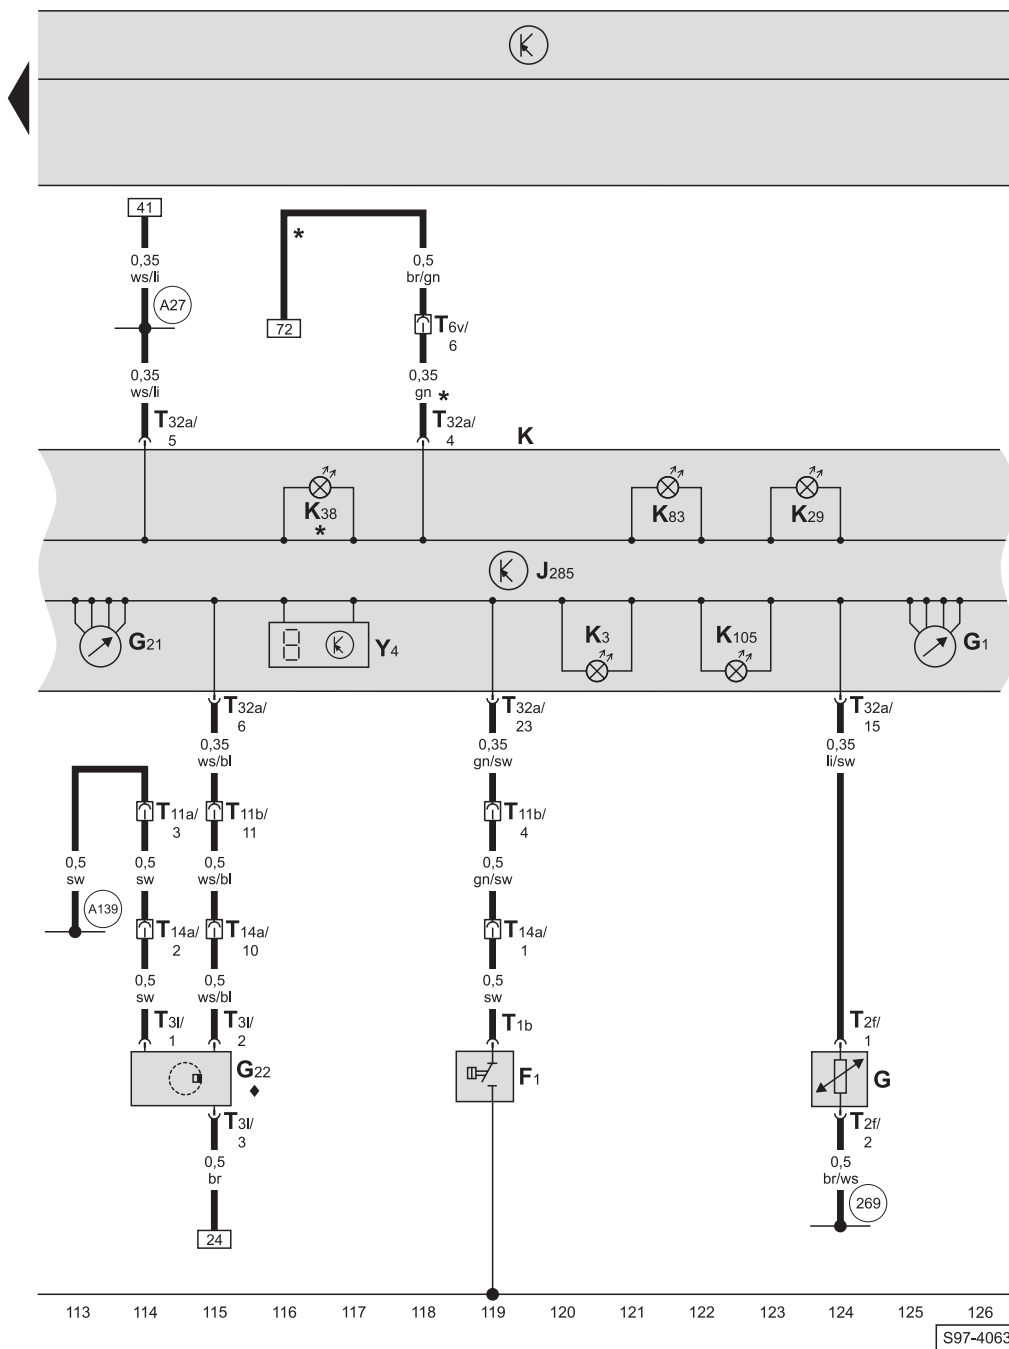 41
*
0,35
ws/li
0,5
br/gn
A27
72
T6v/
6
0,35
ws/li
0,35
gn *
T32a/
5
T32a/
4
K
K38
*
K83
K29
J285
G21
Y4
K3
K105
G1
T32a/
6
T32a/
23
T32a/
15
0,35
ws/bl
0,35
gn/sw
0,35
li/sw
T11a/
3
T11b/
11
T11b/
4
0,5
sw
0,5
sw
0,5
ws/bl
0,5
gn/sw
A139
T14a/
2
T14a/
10
T14a/
1
0,5
sw
0,5
ws/bl
0,5
sw
T3l/
1
T3l/
2
T1b
T2f/
1
G22
F1
G
T3l/
3
T2f/
2
0,5
br
0,5
br/ws
269
24
113 114 115 116 117 118 119 120 121 122 123 124 125 126
S97-4063